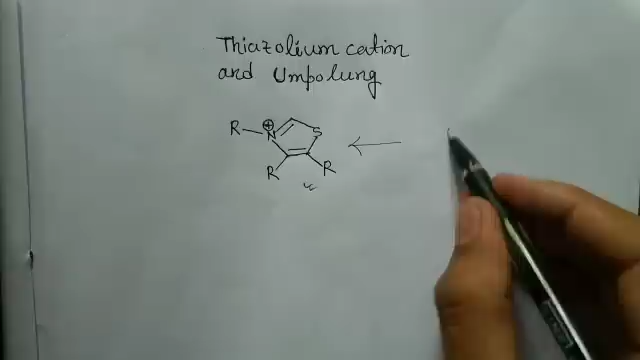 Thiazolium cation
and Umpolung
⊕
R N S
R R